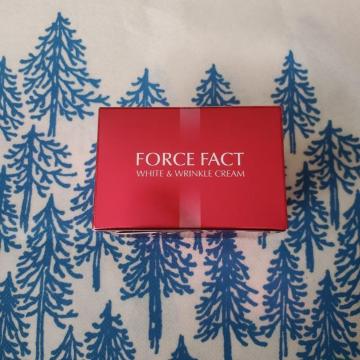 FORCE FACT
WHITE & WRINKLE CREAM